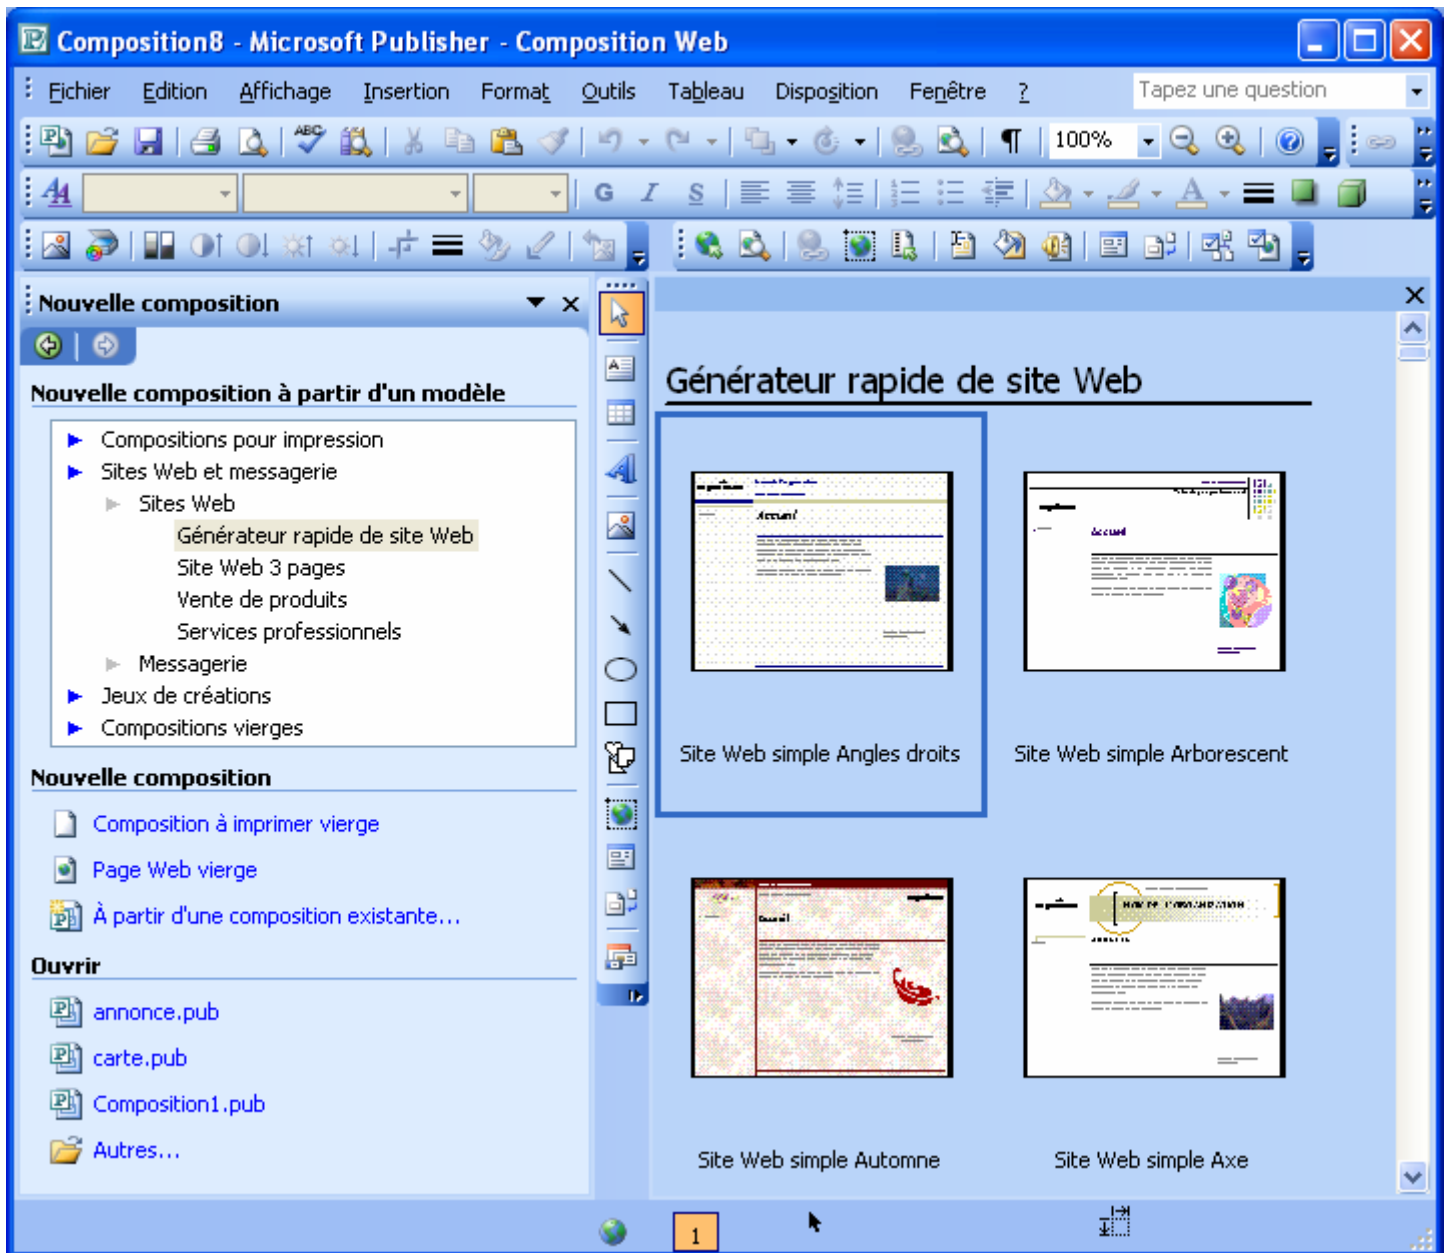 Composition8 - Microsoft Publisher - Composition Web
Fichier Edition Affichage Insertion Format Outils Tableau Disposition Fenêtre ? Tapez une question
ABC 100%
G I S A
Nouvelle composition
Nouvelle composition à partir d'un modèle
Compositions pour impression
Sites Web et messagerie
Sites Web
Générateur rapide de site Web
Site Web 3 pages
Vente de produits
Services professionnels
Messagerie
Jeux de créations
Compositions vierges
Nouvelle composition
Composition à imprimer vierge
Page Web vierge
À partir d'une composition existante...
Ouvrir
annonce.pub
carte.pub
Composition1.pub
Autres...
Générateur rapide de site Web
Accueil
Accueil
Site Web simple Angles droits
Site Web simple Arborescent
Accueil
Site Web simple Automne
Site Web simple Axe
1